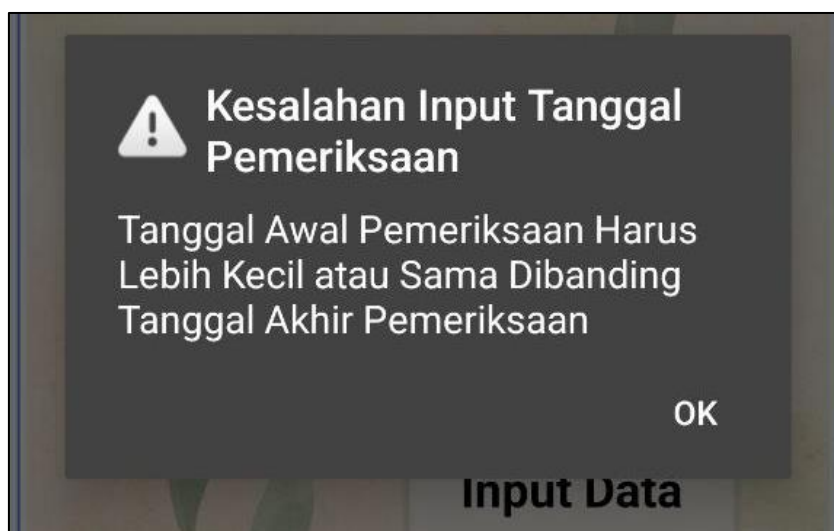 Kesalahan Input Tanggal
Pemeriksaan
Tanggal Awal Pemeriksaan Harus
Lebih Kecil atau Sama Dibanding
Tanggal Akhir Pemeriksaan
OK
Input Data